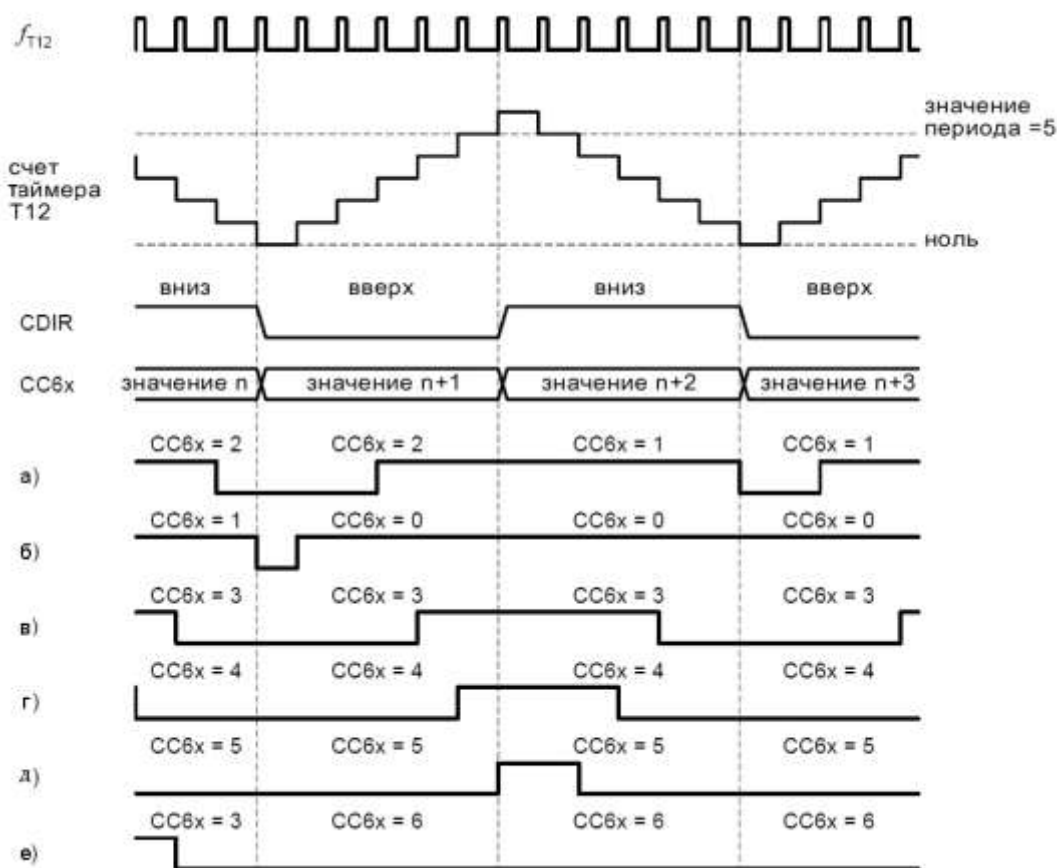 fТ12
значение
периода =5
счет
таймера
Т12
ноль
вниз вверх вниз вверх
CDIR
CC6x значение n значение n+1 значение n+2 значение n+3
CC6x = 2 CC6x = 2 CC6x = 1 CC6x = 1
а)
CC6x = 1 CC6x = 0 CC6x = 0 CC6x = 0
б)
CC6x = 3 CC6x = 3 CC6x = 3 CC6x = 3
в)
CC6x = 4 CC6x = 4 CC6x = 4 CC6x = 4
г)
CC6x = 5 CC6x = 5 CC6x = 5 CC6x = 5
д)
CC6x = 3 CC6x = 6 CC6x = 6 CC6x = 6
е)